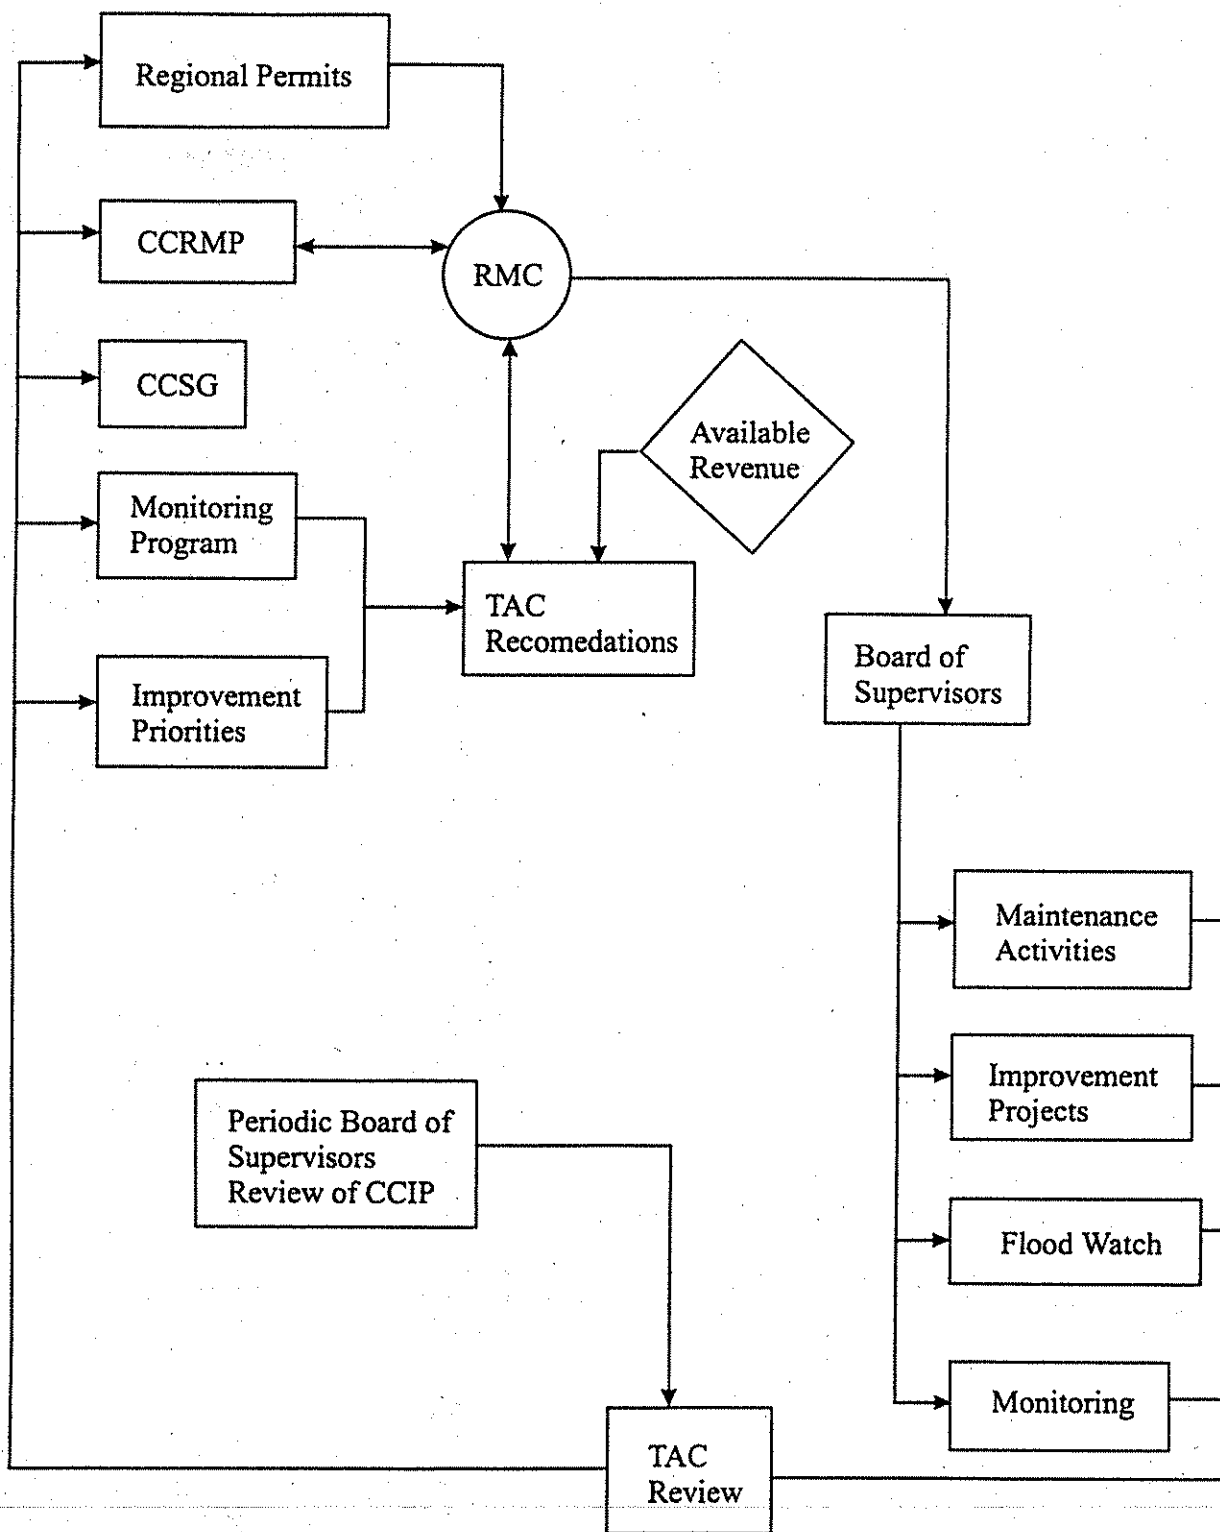 Regional Permits
CCRMP
RMC
CCSG
Available
Revenue
Monitoring
Program
TAC
Recomedations
Improvement
Priorities
Board of
Supervisors
Maintenance
Activities
Improvement
Projects
Periodic Board of
Supervisors
Review of CCIP
Flood Watch
Monitoring
TAC
Review